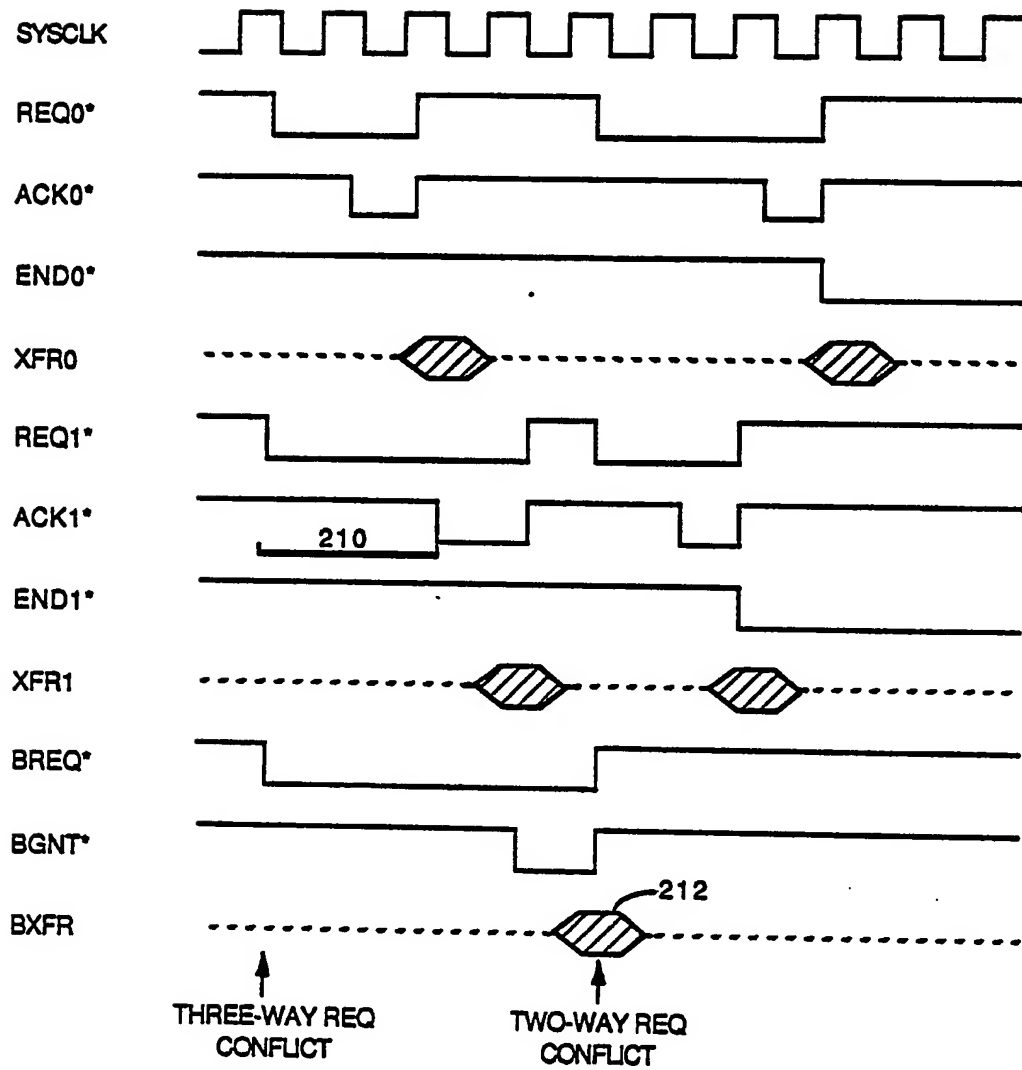 SYSCLK
REQ0*
ACK0*
END0*
XFR0
REQ1*
ACK1*
210
END1*
XFR1
BREQ*
BGNT*
212
BXFR
THREE-WAY REQ
CONFLICT
TWO-WAY REQ
CONFLICT